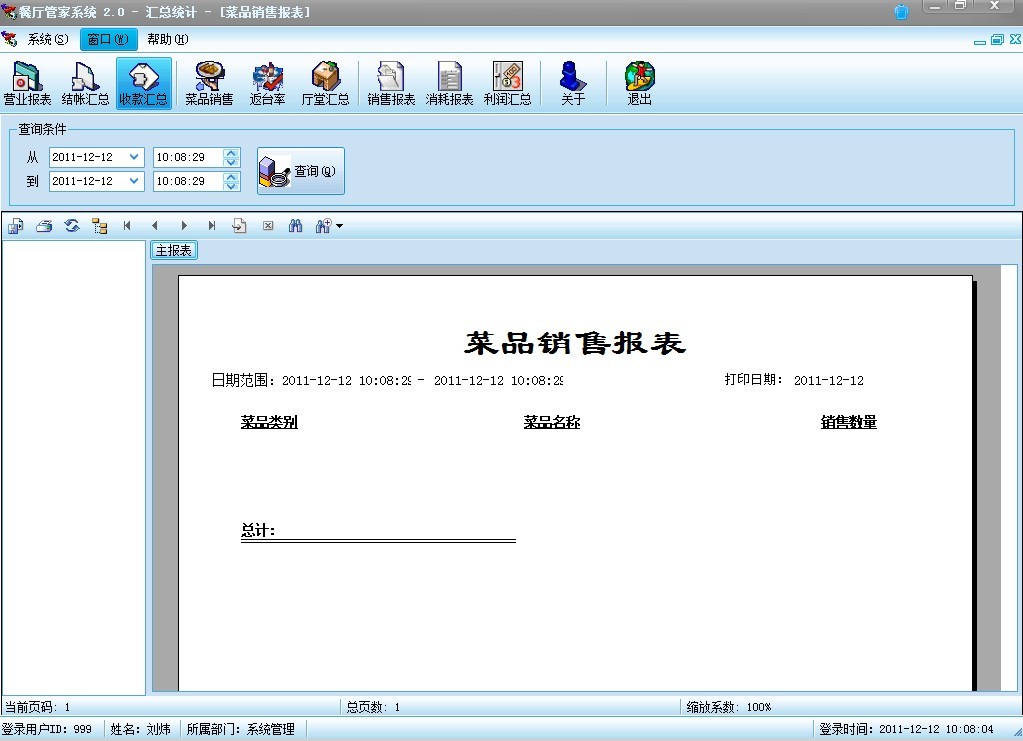 餐厅管家系统 2.0 - 汇总统计 - [菜品销售报表]
系统(S) 窗口(W) 帮助(H)
营业报表 结帐汇总 收款汇总 菜品销售 返台率 厅堂汇总 销售报表 消耗报表 利润汇总 关于 退出
查询条件
从 2011-12-12 10:08:29
查询(Q)
到 2011-12-12 10:08:29
主报表
菜品销售报表
日期范围: 2011-12-12 10:08:29 - 2011-12-12 10:08:29 打印日期: 2011-12-12
菜品类别 菜品名称 销售数量
总计:
当前页码: 1 总页数: 1 缩放系数: 100%
登录用户ID: 999 姓名: 刘炜 所属部门: 系统管理 登录时间: 2011-12-12 10:08:04